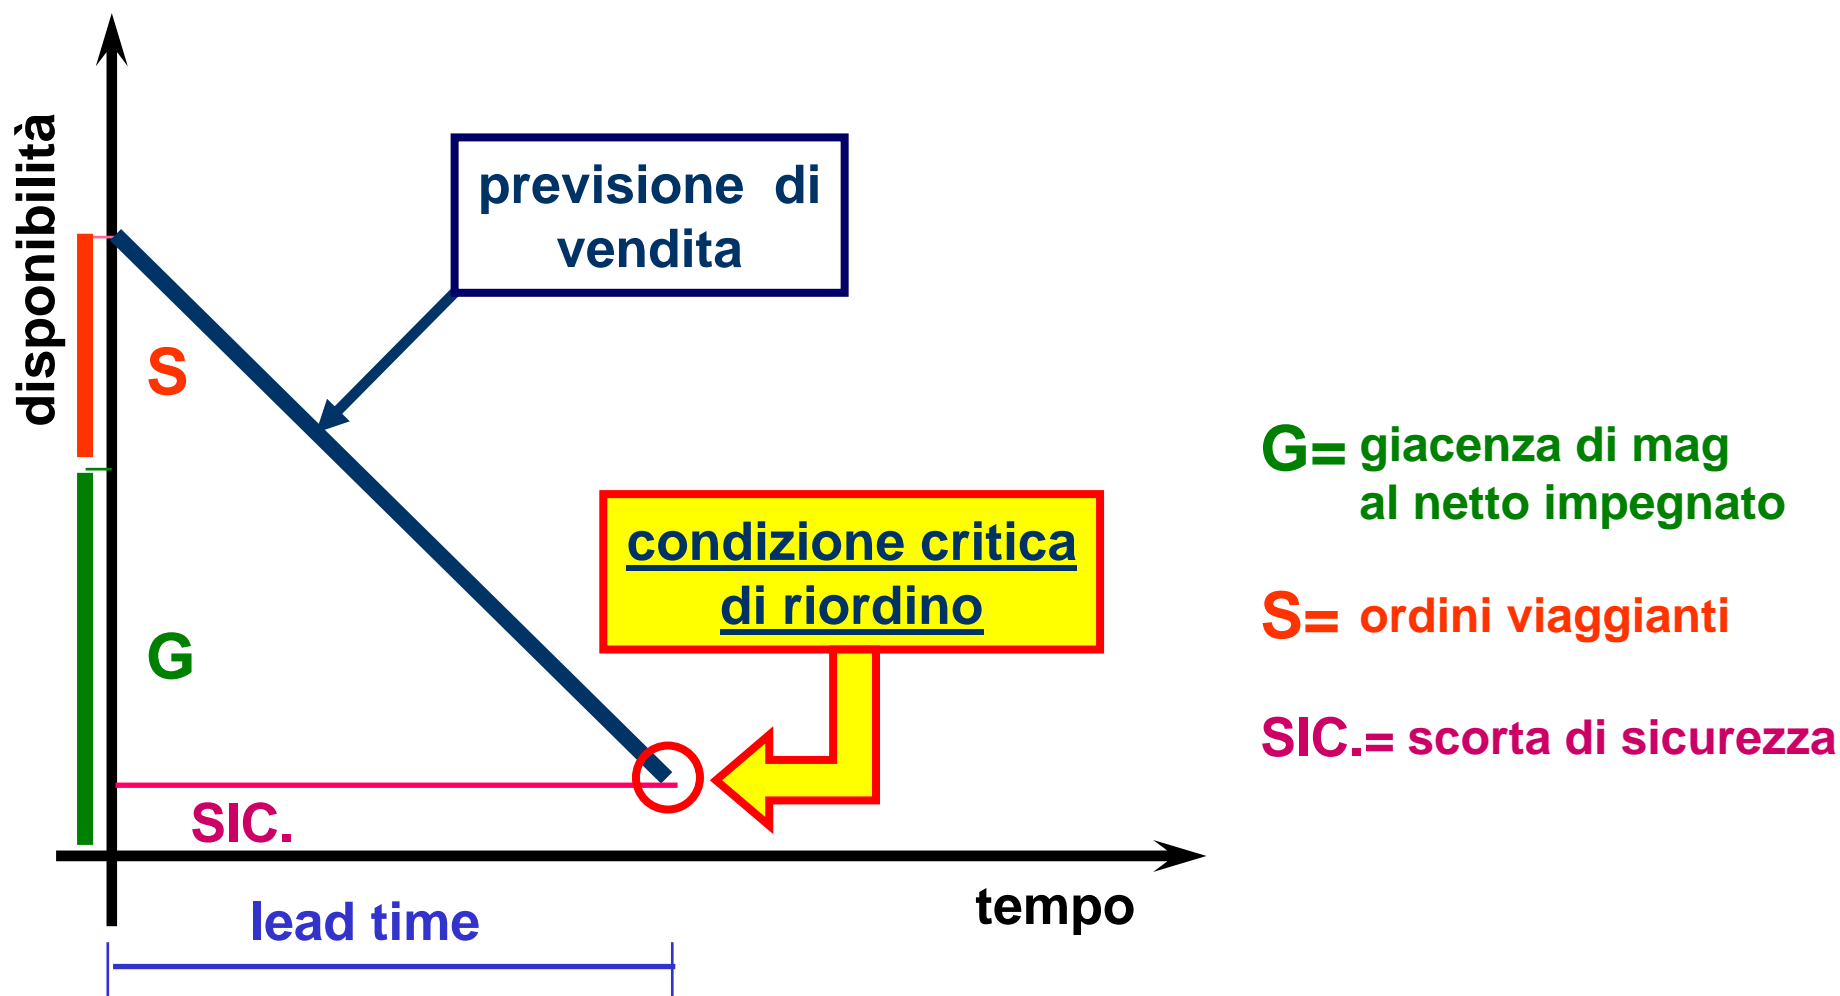 disponibilità
previsione di
vendita
S
G
condizione critica
di riordino
SIC.
lead time
tempo
G= giacenza di mag
al netto impegnato
S= ordini viaggianti
SIC.= scorta di sicurezza